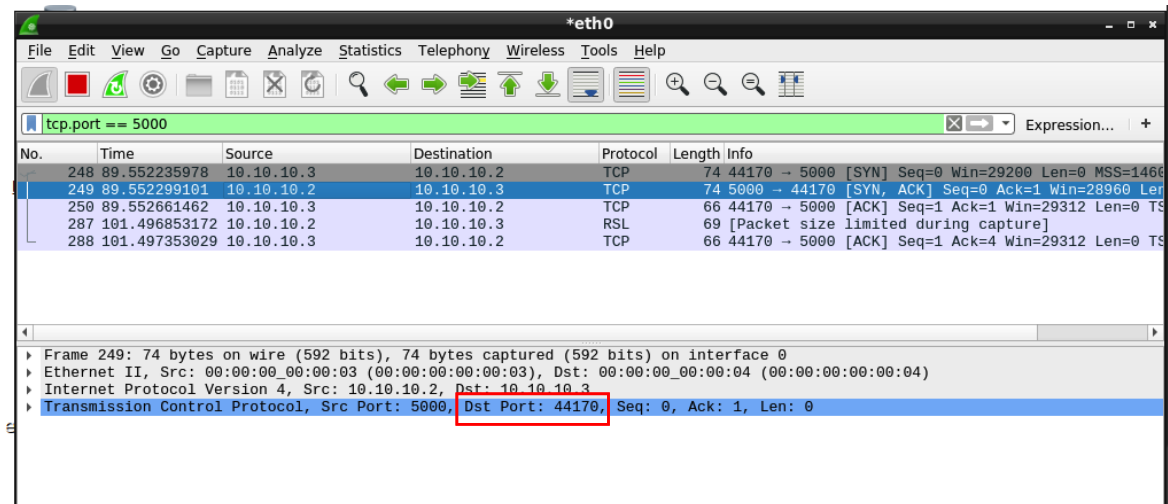 *eth0
File Edit View Go Capture Analyze Statistics Telephony Wireless Tools Help
tcp.port == 5000 Expression... +
No. Time Source Destination Protocol Length Info
248 89.552235978 10.10.10.3 10.10.10.2 TCP 74 44170 → 5000 [SYN] Seq=0 Win=29200 Len=0 MSS=1460
249 89.552299101 10.10.10.2 10.10.10.3 TCP 74 5000 → 44170 [SYN, ACK] Seq=0 Ack=1 Win=28960 Len
250 89.552661462 10.10.10.3 10.10.10.2 TCP 66 44170 → 5000 [ACK] Seq=1 Ack=1 Win=29312 Len=0 TS
287 101.496853172 10.10.10.2 10.10.10.3 RSL 69 [Packet size limited during capture]
288 101.497353029 10.10.10.3 10.10.10.2 TCP 66 44170 → 5000 [ACK] Seq=1 Ack=4 Win=29312 Len=0 TS
Frame 249: 74 bytes on wire (592 bits), 74 bytes captured (592 bits) on interface 0
Ethernet II, Src: 00:00:00_00:00:03 (00:00:00:00:00:03), Dst: 00:00:00_00:00:04 (00:00:00:00:00:04)
Internet Protocol Version 4, Src: 10.10.10.2, Dst: 10.10.10.3
Transmission Control Protocol, Src Port: 5000, Dst Port: 44170, Seq: 0, Ack: 1, Len: 0